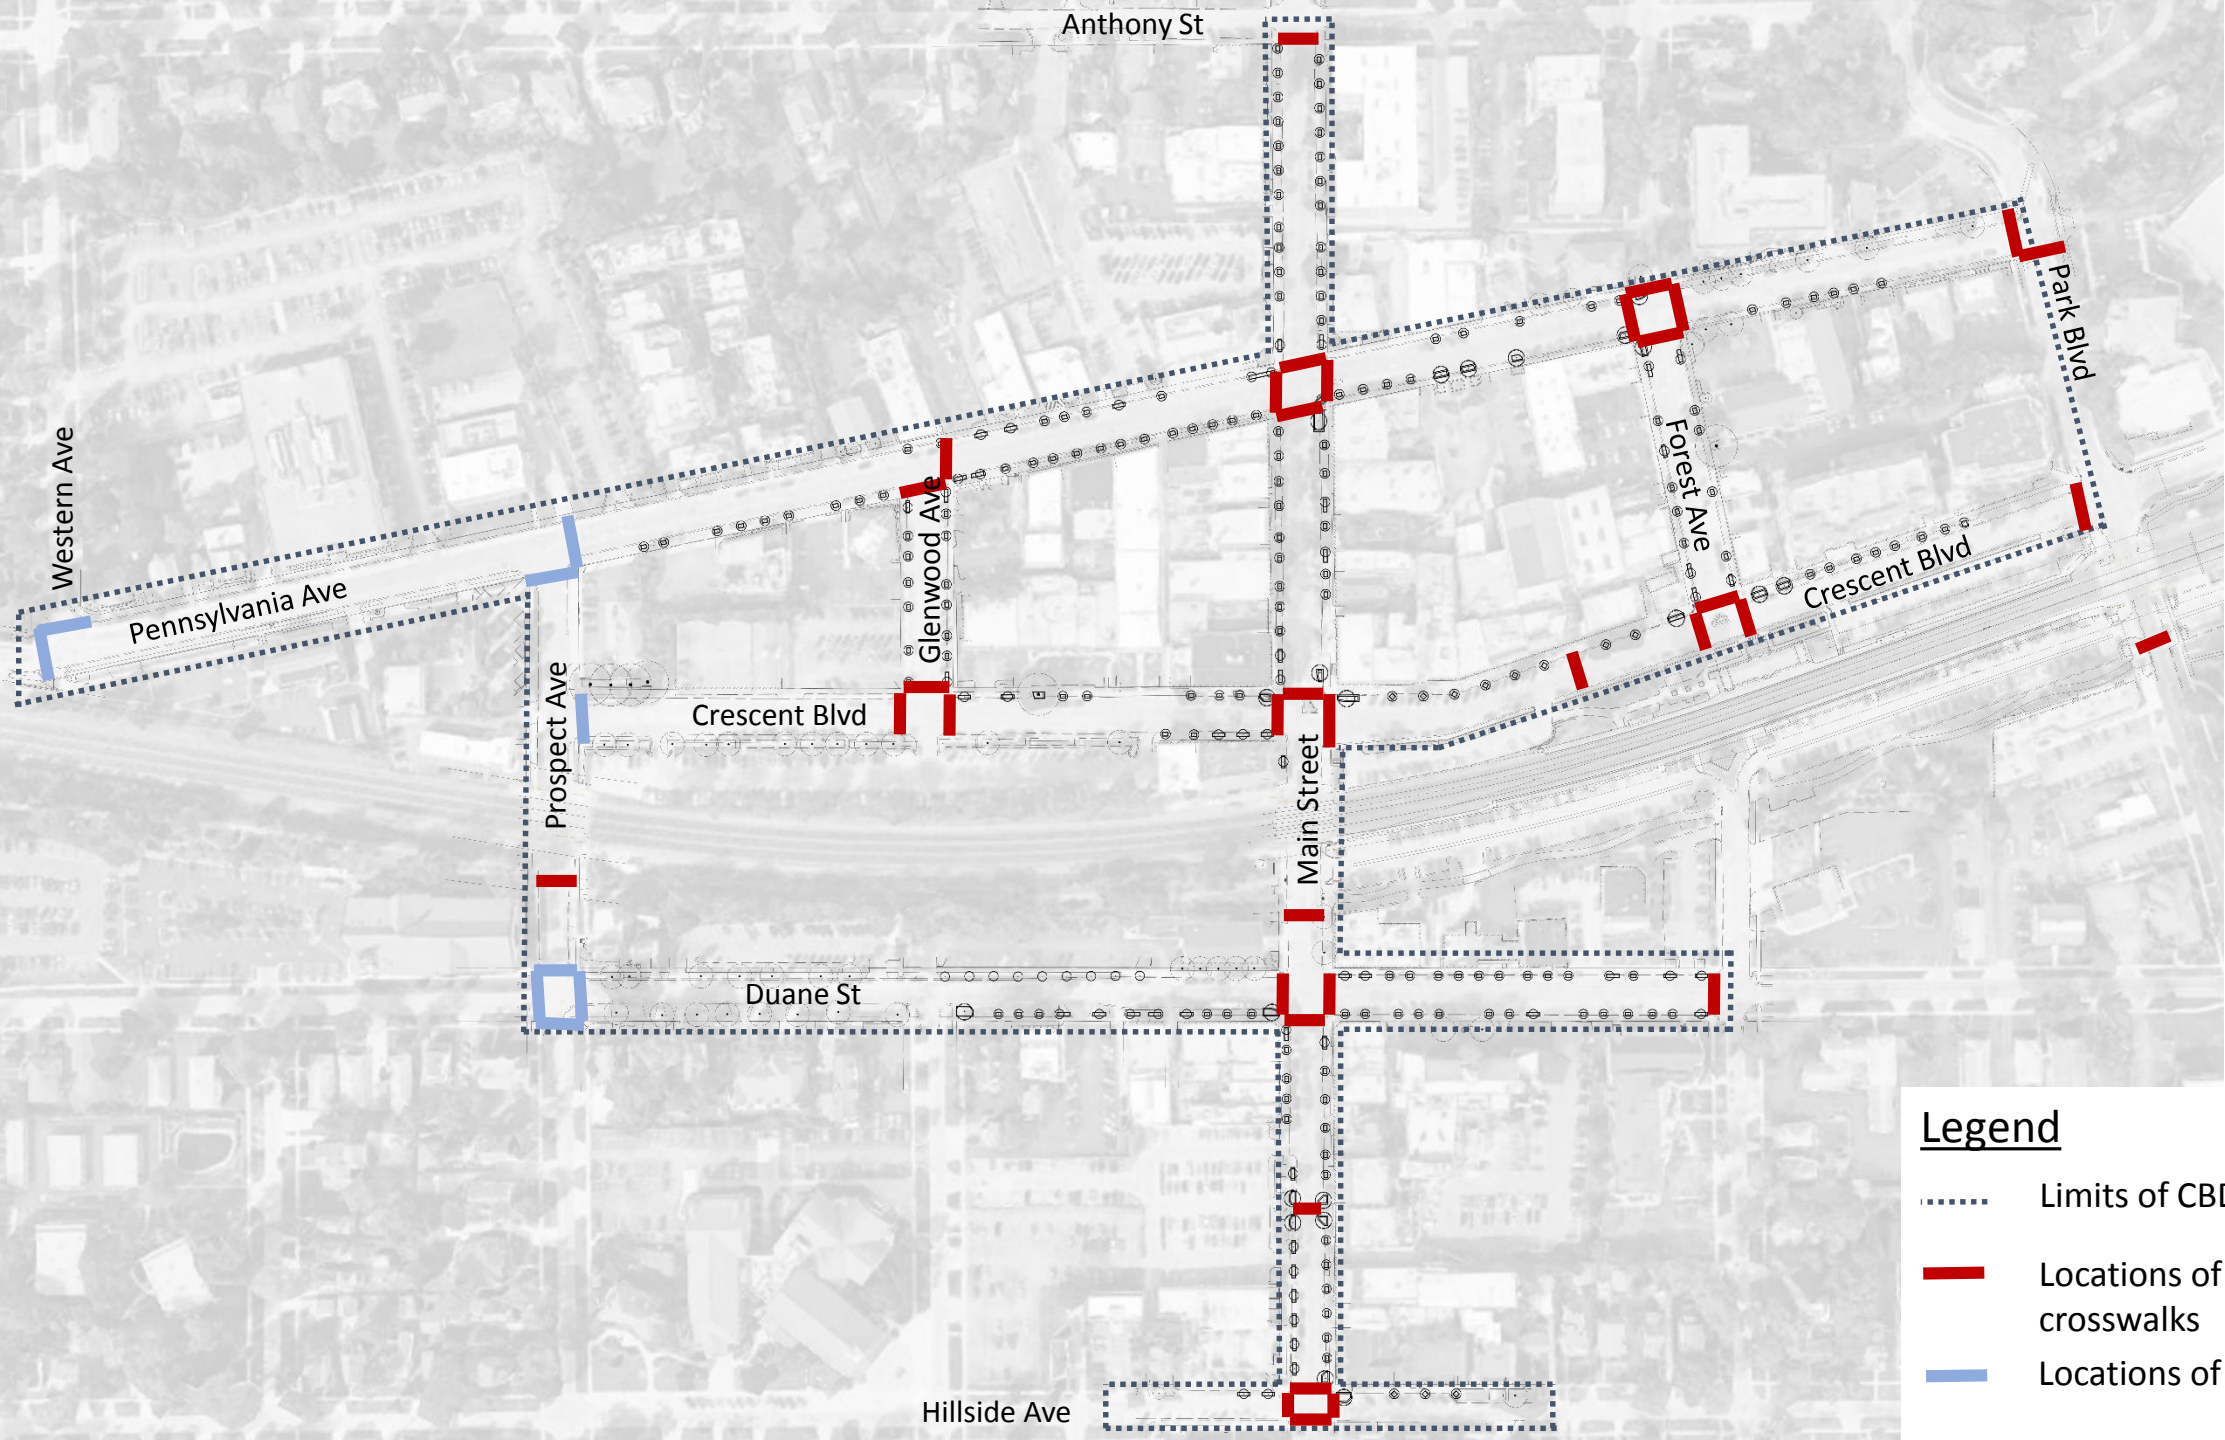 Anthony St
Western Ave
Pennsylvania Ave
Prospect Ave
Crescent Blvd
Glenwood Ave
Main Street
Forest Ave
Park Blvd
Crescent Blvd
Duane St
Hillside Ave
Legend
Limits of CBD
Locations of
crosswalks
Locations of